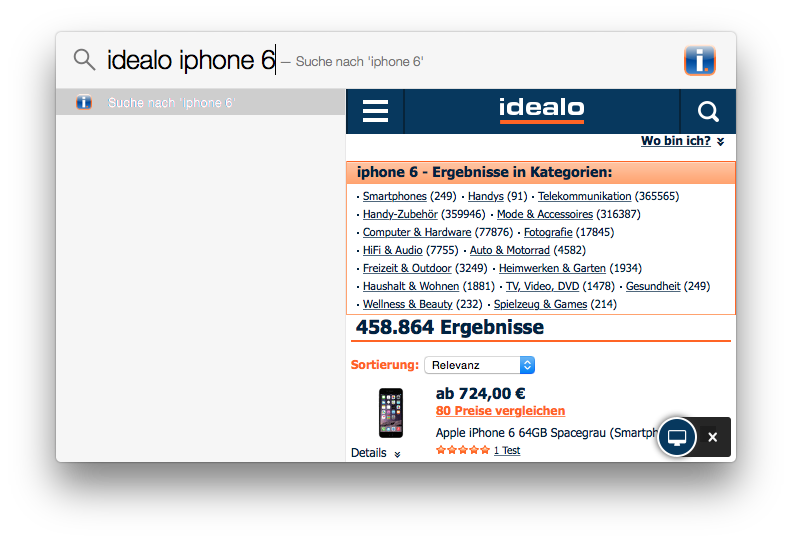 idealo iphone 6 — Suche nach 'iphone 6'
Suche nach 'iphone 6'
idealo
Wo bin ich?
iphone 6 - Ergebnisse in Kategorien:
· Smartphones (249) · Handys (91) · Telekommunikation (365565)
· Handy-Zubehör (359946) · Mode & Accessoires (316387)
· Computer & Hardware (77876) · Fotografie (17845)
· HiFi & Audio (7755) · Auto & Motorrad (4582)
· Freizeit & Outdoor (3249) · Heimwerken & Garten (1934)
· Haushalt & Wohnen (1881) · TV, Video, DVD (1478) · Gesundheit (249)
· Wellness & Beauty (232) · Spielzeug & Games (214)
458.864 Ergebnisse
Sortierung: Relevanz
ab 724,00 €
80 Preise vergleichen
Apple iPhone 6 64GB Spacegrau (Smartph
Details
1 Test